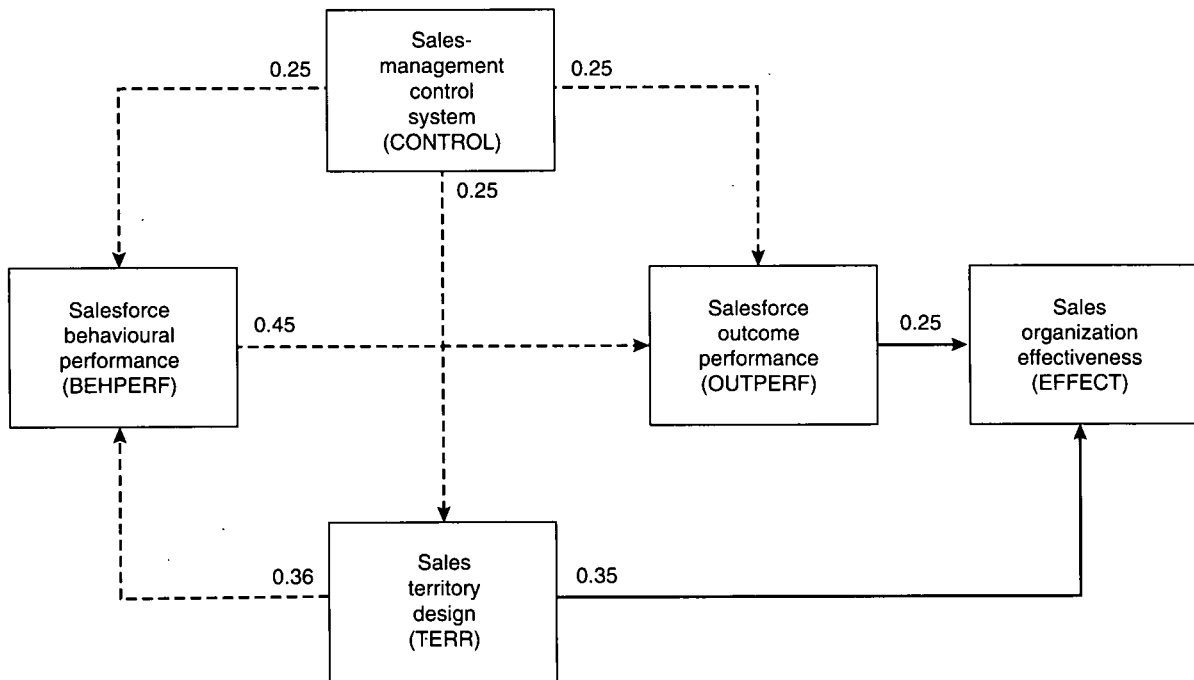 Sales-
management
control
system
(CONTROL)
0.25
0.25
0.25
Salesforce
behavioural
performance
(BEHPERF)
0.45
Salesforce
outcome
performance
(OUTPERF)
0.25
Sales
organization
effectiveness
(EFFECT)
0.36
Sales
territory
design
(TERR)
0.35